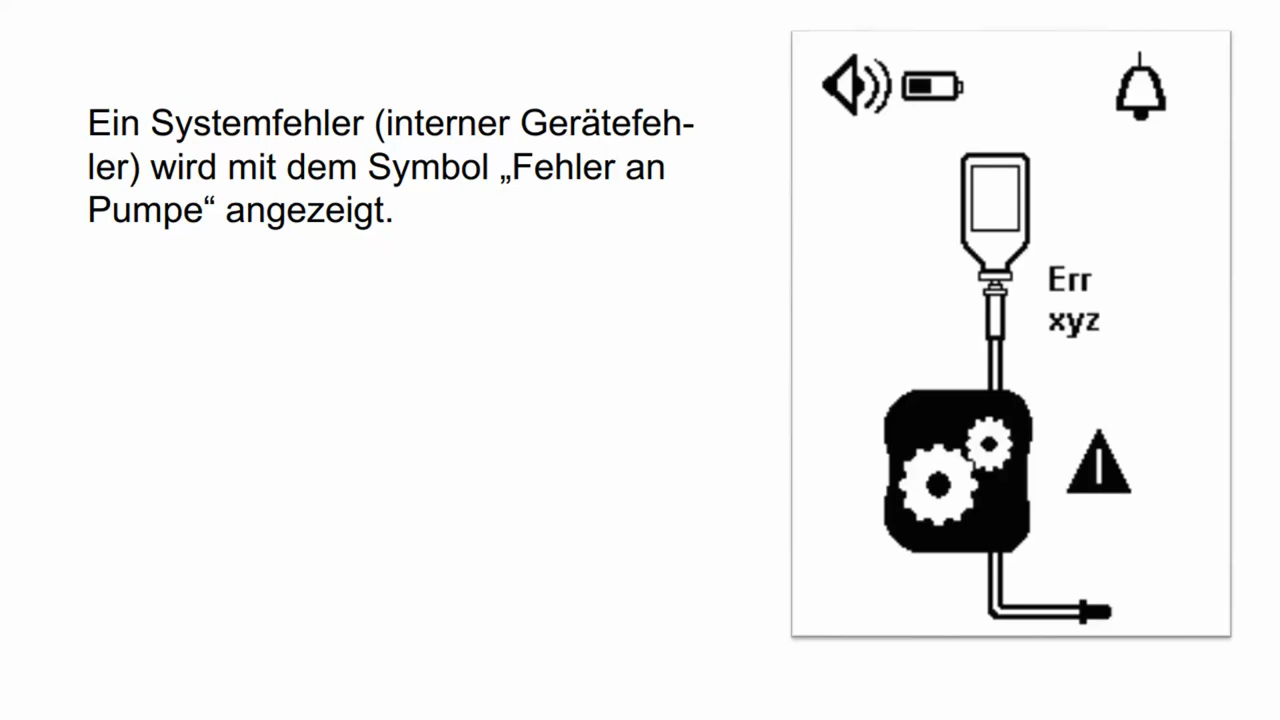 Ein Systemfehler (interner Gerätefeh-
ler) wird mit dem Symbol „Fehler an
Pumpe“ angezeigt.
Err
xyz